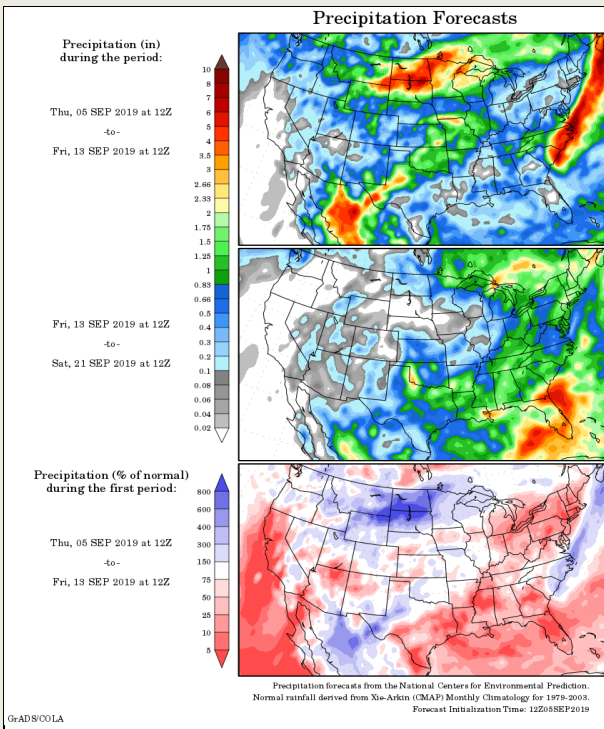 Precipitation Forecasts
Precipitation (in)
during the period:
Thu, 05 SEP 2019 at 12Z
-to-
Fri, 13 SEP 2019 at 12Z
10
8
7
6
5
4
3.5
3
2.66
2.33
2
1.75
1.5
1.25
1
0.83
0.66
0.5
0.4
0.3
0.2
0.1
0.08
0.06
0.04
0.02
Fri, 13 SEP 2019 at 12Z
-to-
Sat, 21 SEP 2019 at 12Z
Precipitation (% of normal)
during the first period:
Thu, 05 SEP 2019 at 12Z
-to-
Fri, 13 SEP 2019 at 12Z
800
600
400
300
150
75
50
25
10
5
Precipitation forecasts from the National Centers for Environmental Prediction.
Normal rainfall derived from Xie-Arkin (CMAP) Monthly Climatology for 1979-2003.
Forecast Initialization Time: 12Z05SEP2019
GrADS/COLA